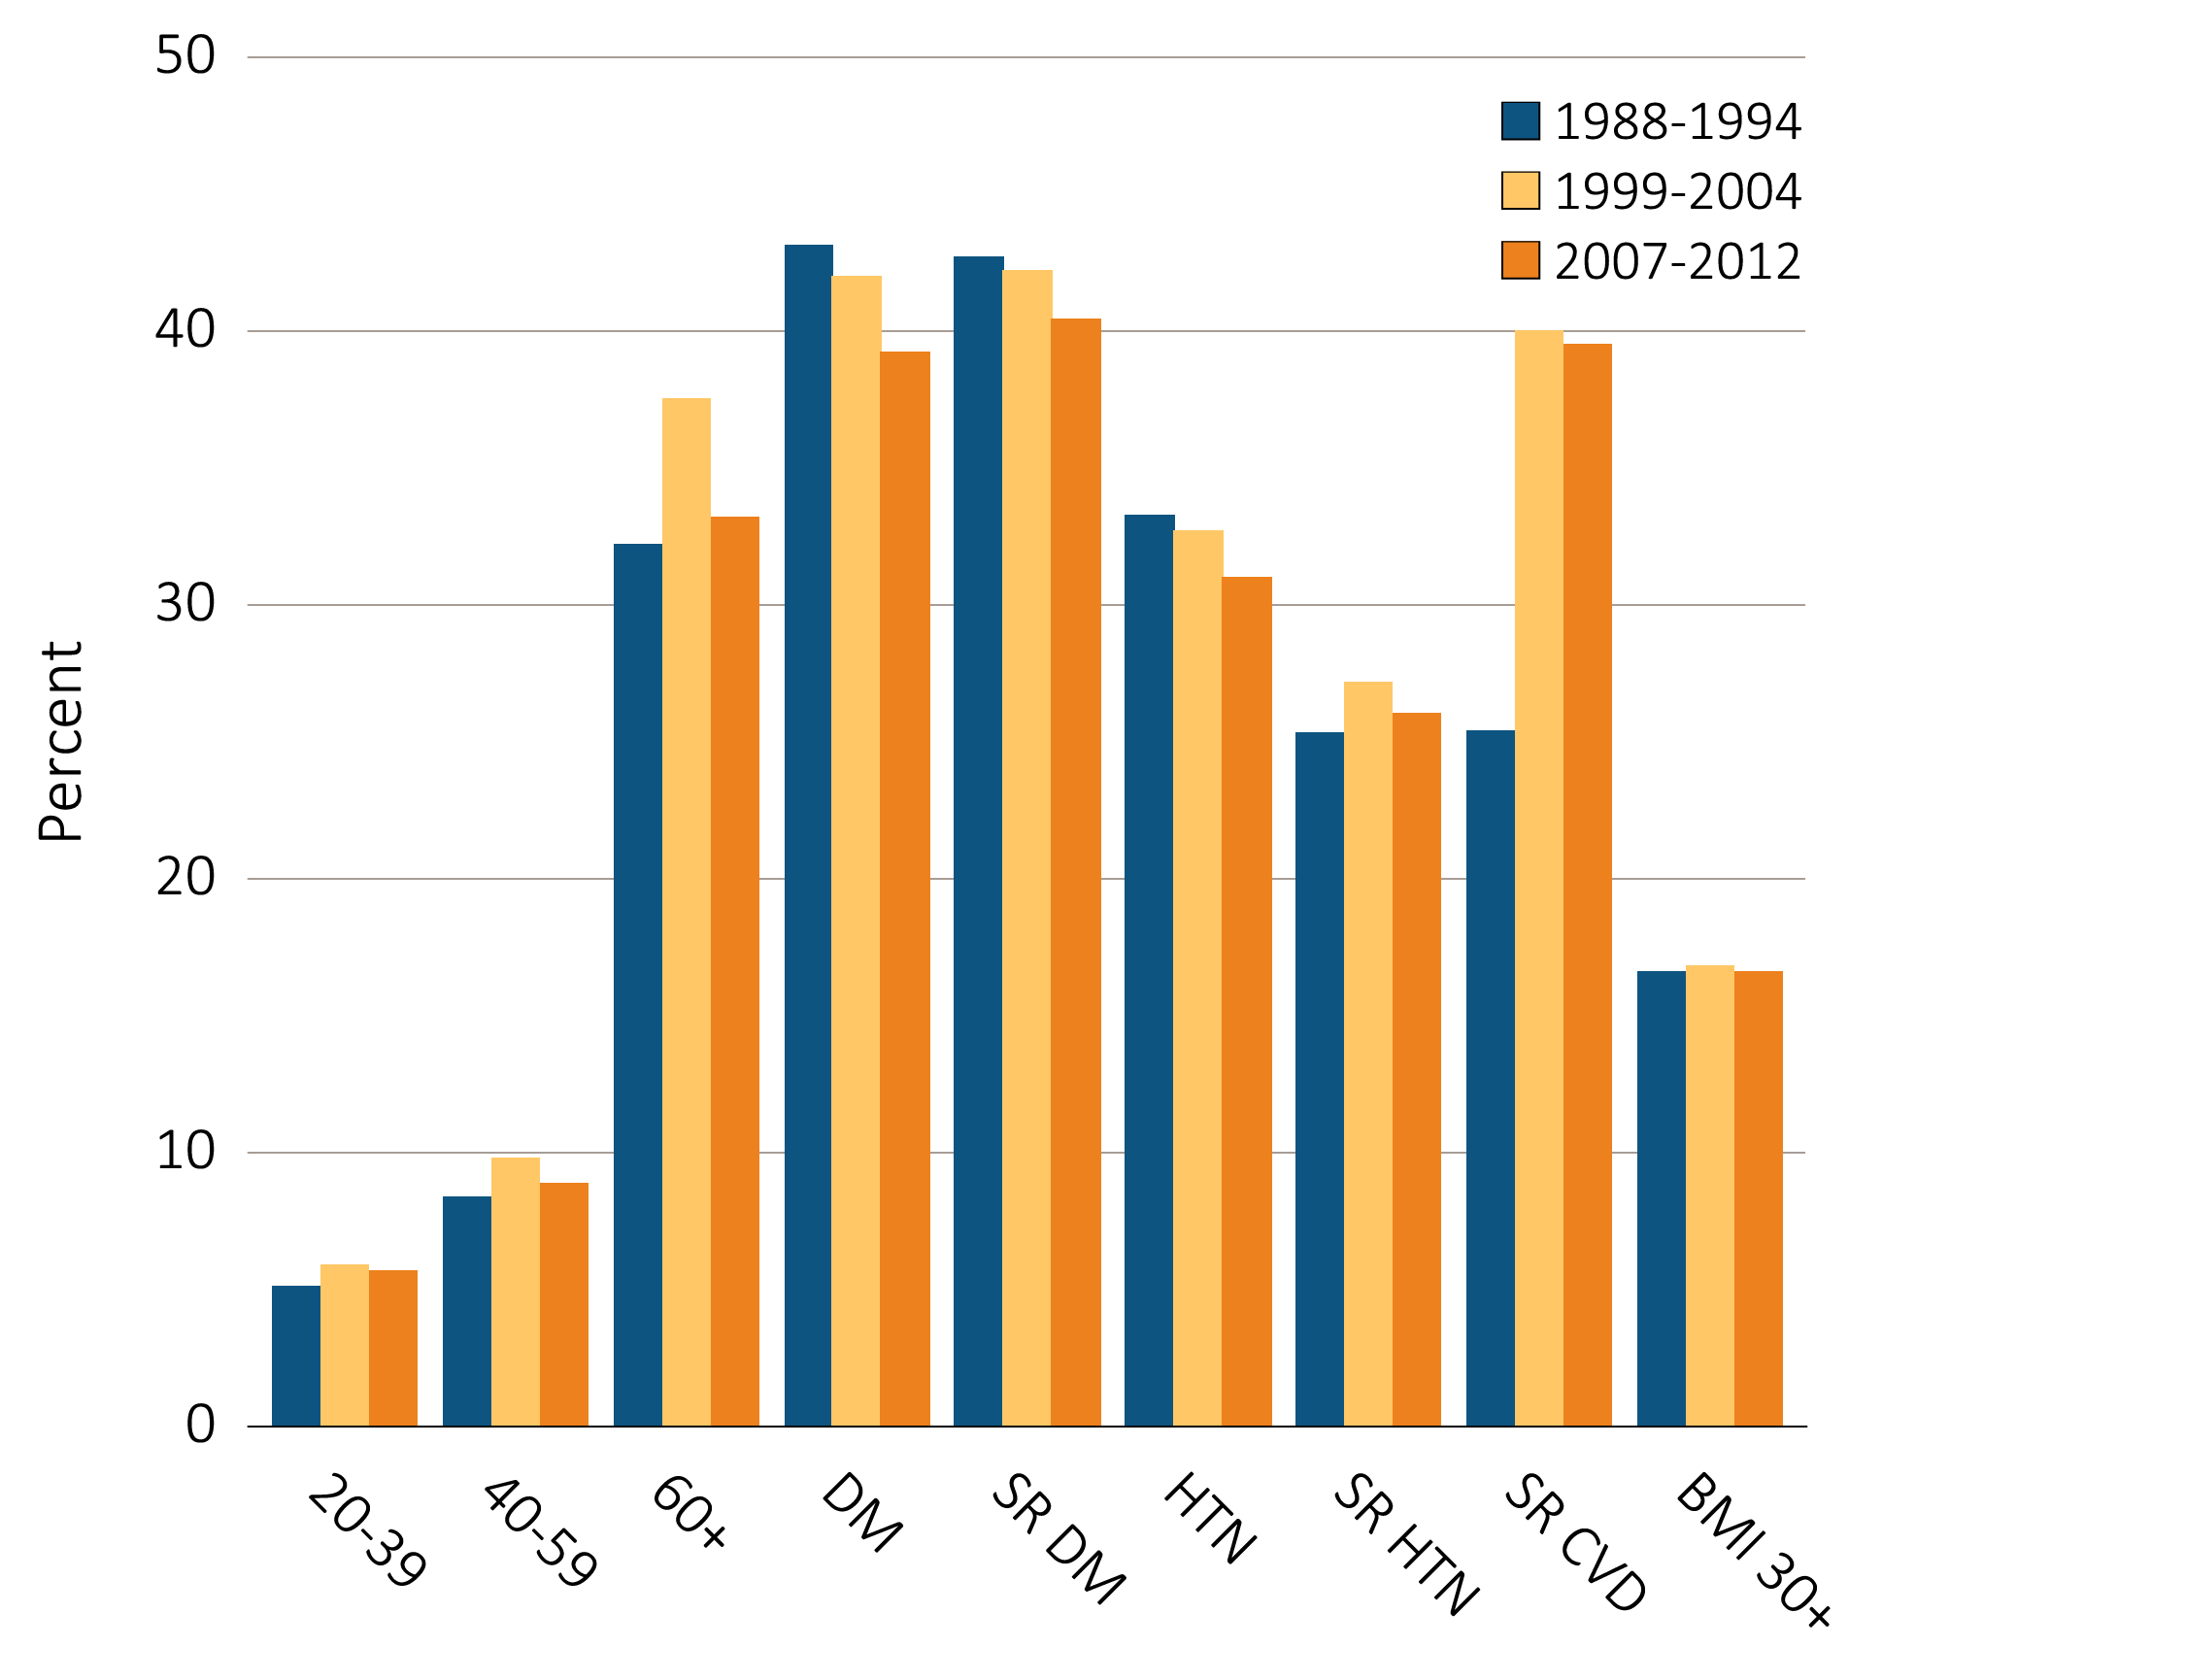 50
40
30
20
10
0
Percent
1988-1994
1999-2004
2007-2012
20-39
40-59
60+
DM
SR DM
HTN
SR HTN
SR CVD
BMI 30+